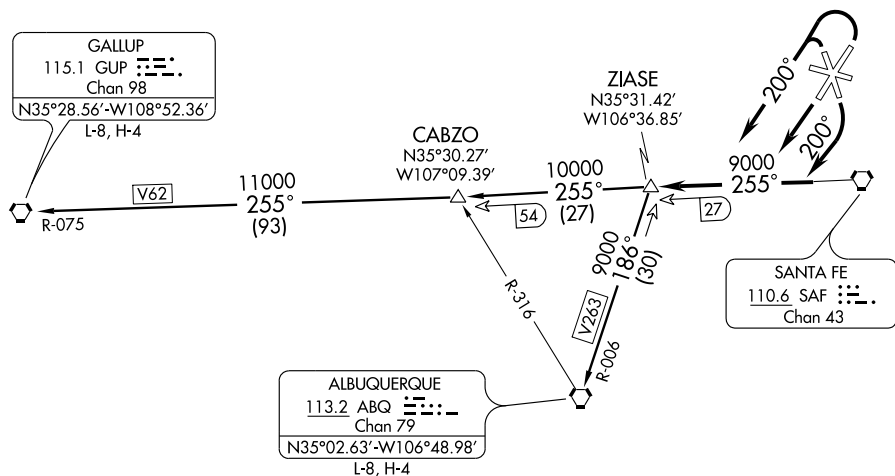 GALLUP
115.1 GUP
Chan 98
N35°28.56′-W108°52.36′
L-8, H-4
ZIASE
N35°31.42′
W106°36.85′
200°
200°
CABZO
N35°30.27′
W107°09.39′
9000
255°
10000
255°
(27)
11000
255°
(93)
V62
R-075
54
27
9000
186°
(30)
R-316
V263
R-006
SANTA FE
110.6 SAF
Chan 43
ALBUQUERQUE
113.2 ABQ
Chan 79
N35°02.63′-W106°48.98′
L-8, H-4